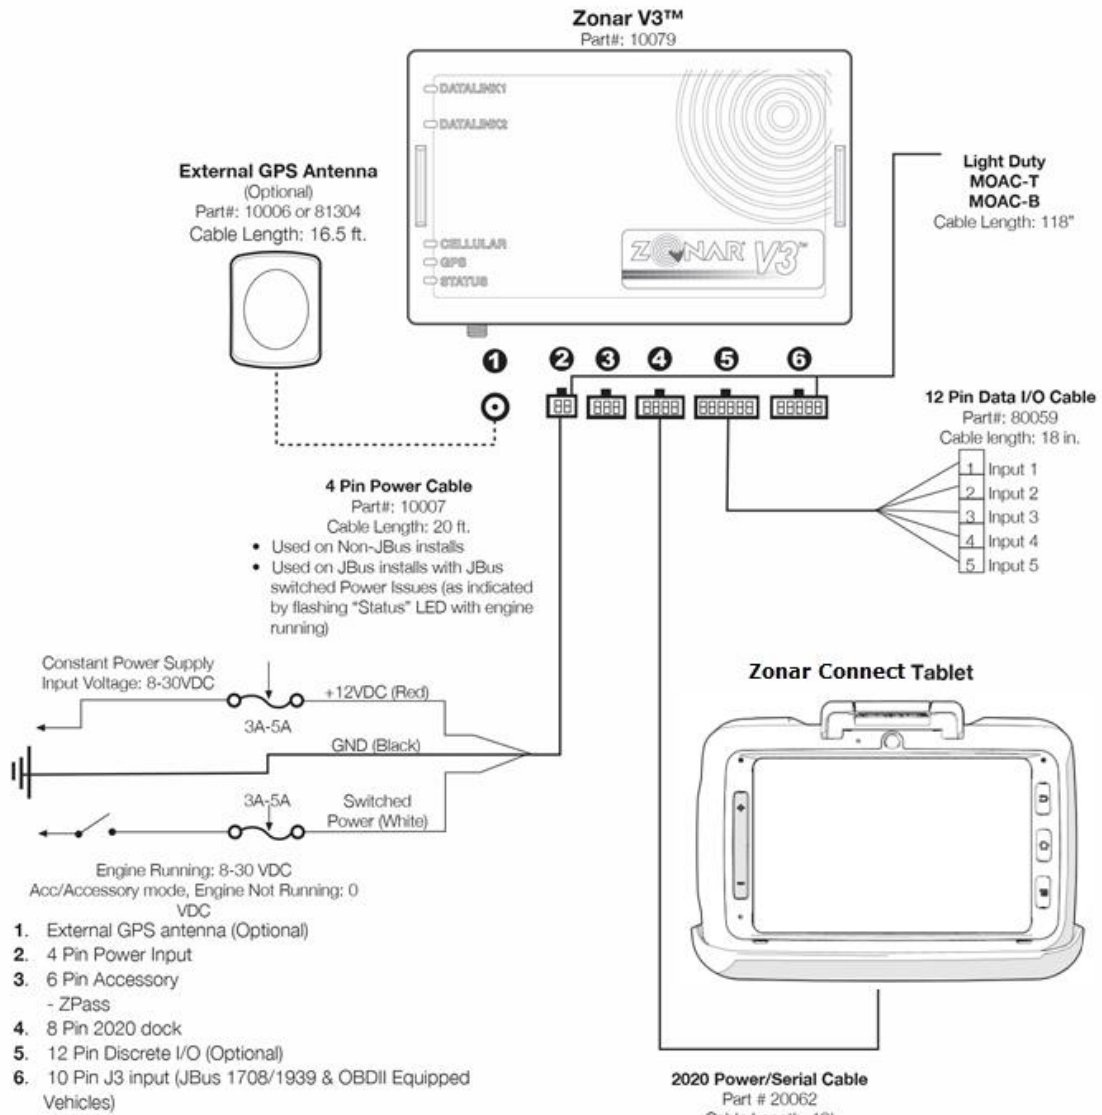 Zonar V3™
Part#: 10079
DATALINK1
DATALINK2
CELLULAR
GPS
STATUS
ZONAR V3™
External GPS Antenna
(Optional)
Part#: 10006 or 81304
Cable Length: 16.5 ft.
Light Duty
MOAC-T
MOAC-B
Cable Length: 118"
1 2 3 4 5 6
12 Pin Data I/O Cable
Part#: 80059
Cable length: 18 in.
1 Input 1
2 Input 2
3 Input 3
4 Input 4
5 Input 5
4 Pin Power Cable
Part#: 10007
Cable Length: 20 ft.
• Used on Non-JBus installs
• Used on JBus installs with JBus
switched Power Issues (as indicated
by flashing "Status" LED with engine
running)
Constant Power Supply
Input Voltage: 8-30VDC
+12VDC (Red)
3A-5A
GND (Black)
3A-5A
Switched
Power (White)
Engine Running: 8-30 VDC
Acc/Accessory mode, Engine Not Running: 0
VDC
Zonar Connect Tablet
1. External GPS antenna (Optional)
2. 4 Pin Power Input
3. 6 Pin Accessory
- ZPass
4. 8 Pin 2020 dock
5. 12 Pin Discrete I/O (Optional)
6. 10 Pin J3 input (JBus 1708/1939 & OBDII Equipped
Vehicles)
2020 Power/Serial Cable
Part # 20062